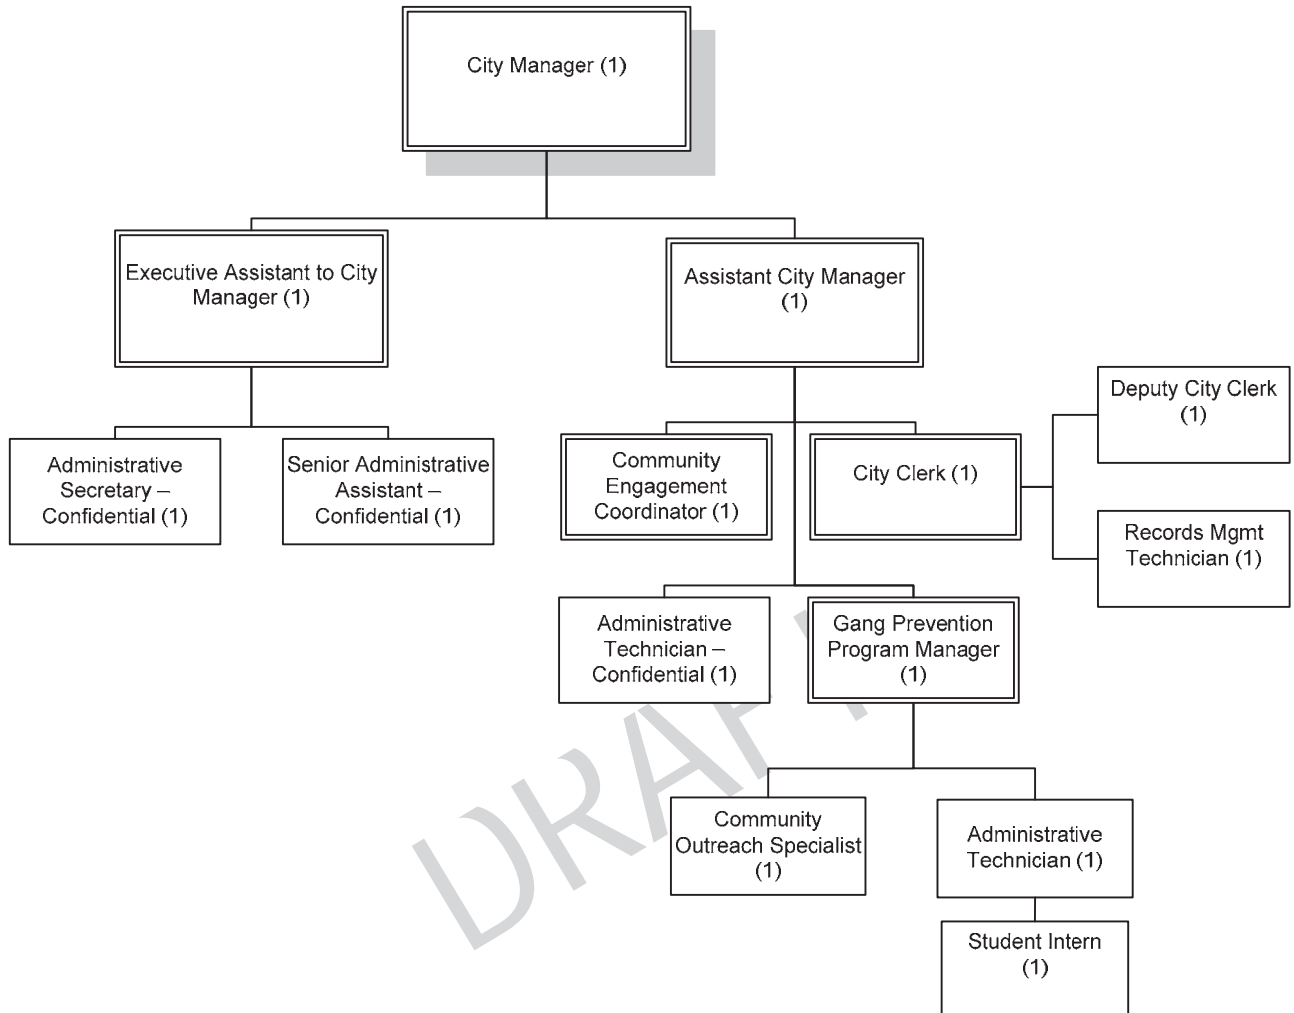 City Manager (1)
Executive Assistant to City
Manager (1)
Assistant City Manager
(1)
Administrative
Secretary –
Confidential (1)
Senior Administrative
Assistant –
Confidential (1)
Community
Engagement
Coordinator (1)
City Clerk (1)
Deputy City Clerk
(1)
Records Mgmt
Technician (1)
Administrative
Technician –
Confidential (1)
Gang Prevention
Program Manager
(1)
Community
Outreach Specialist
(1)
Administrative
Technician (1)
Student Intern
(1)
DRAFT